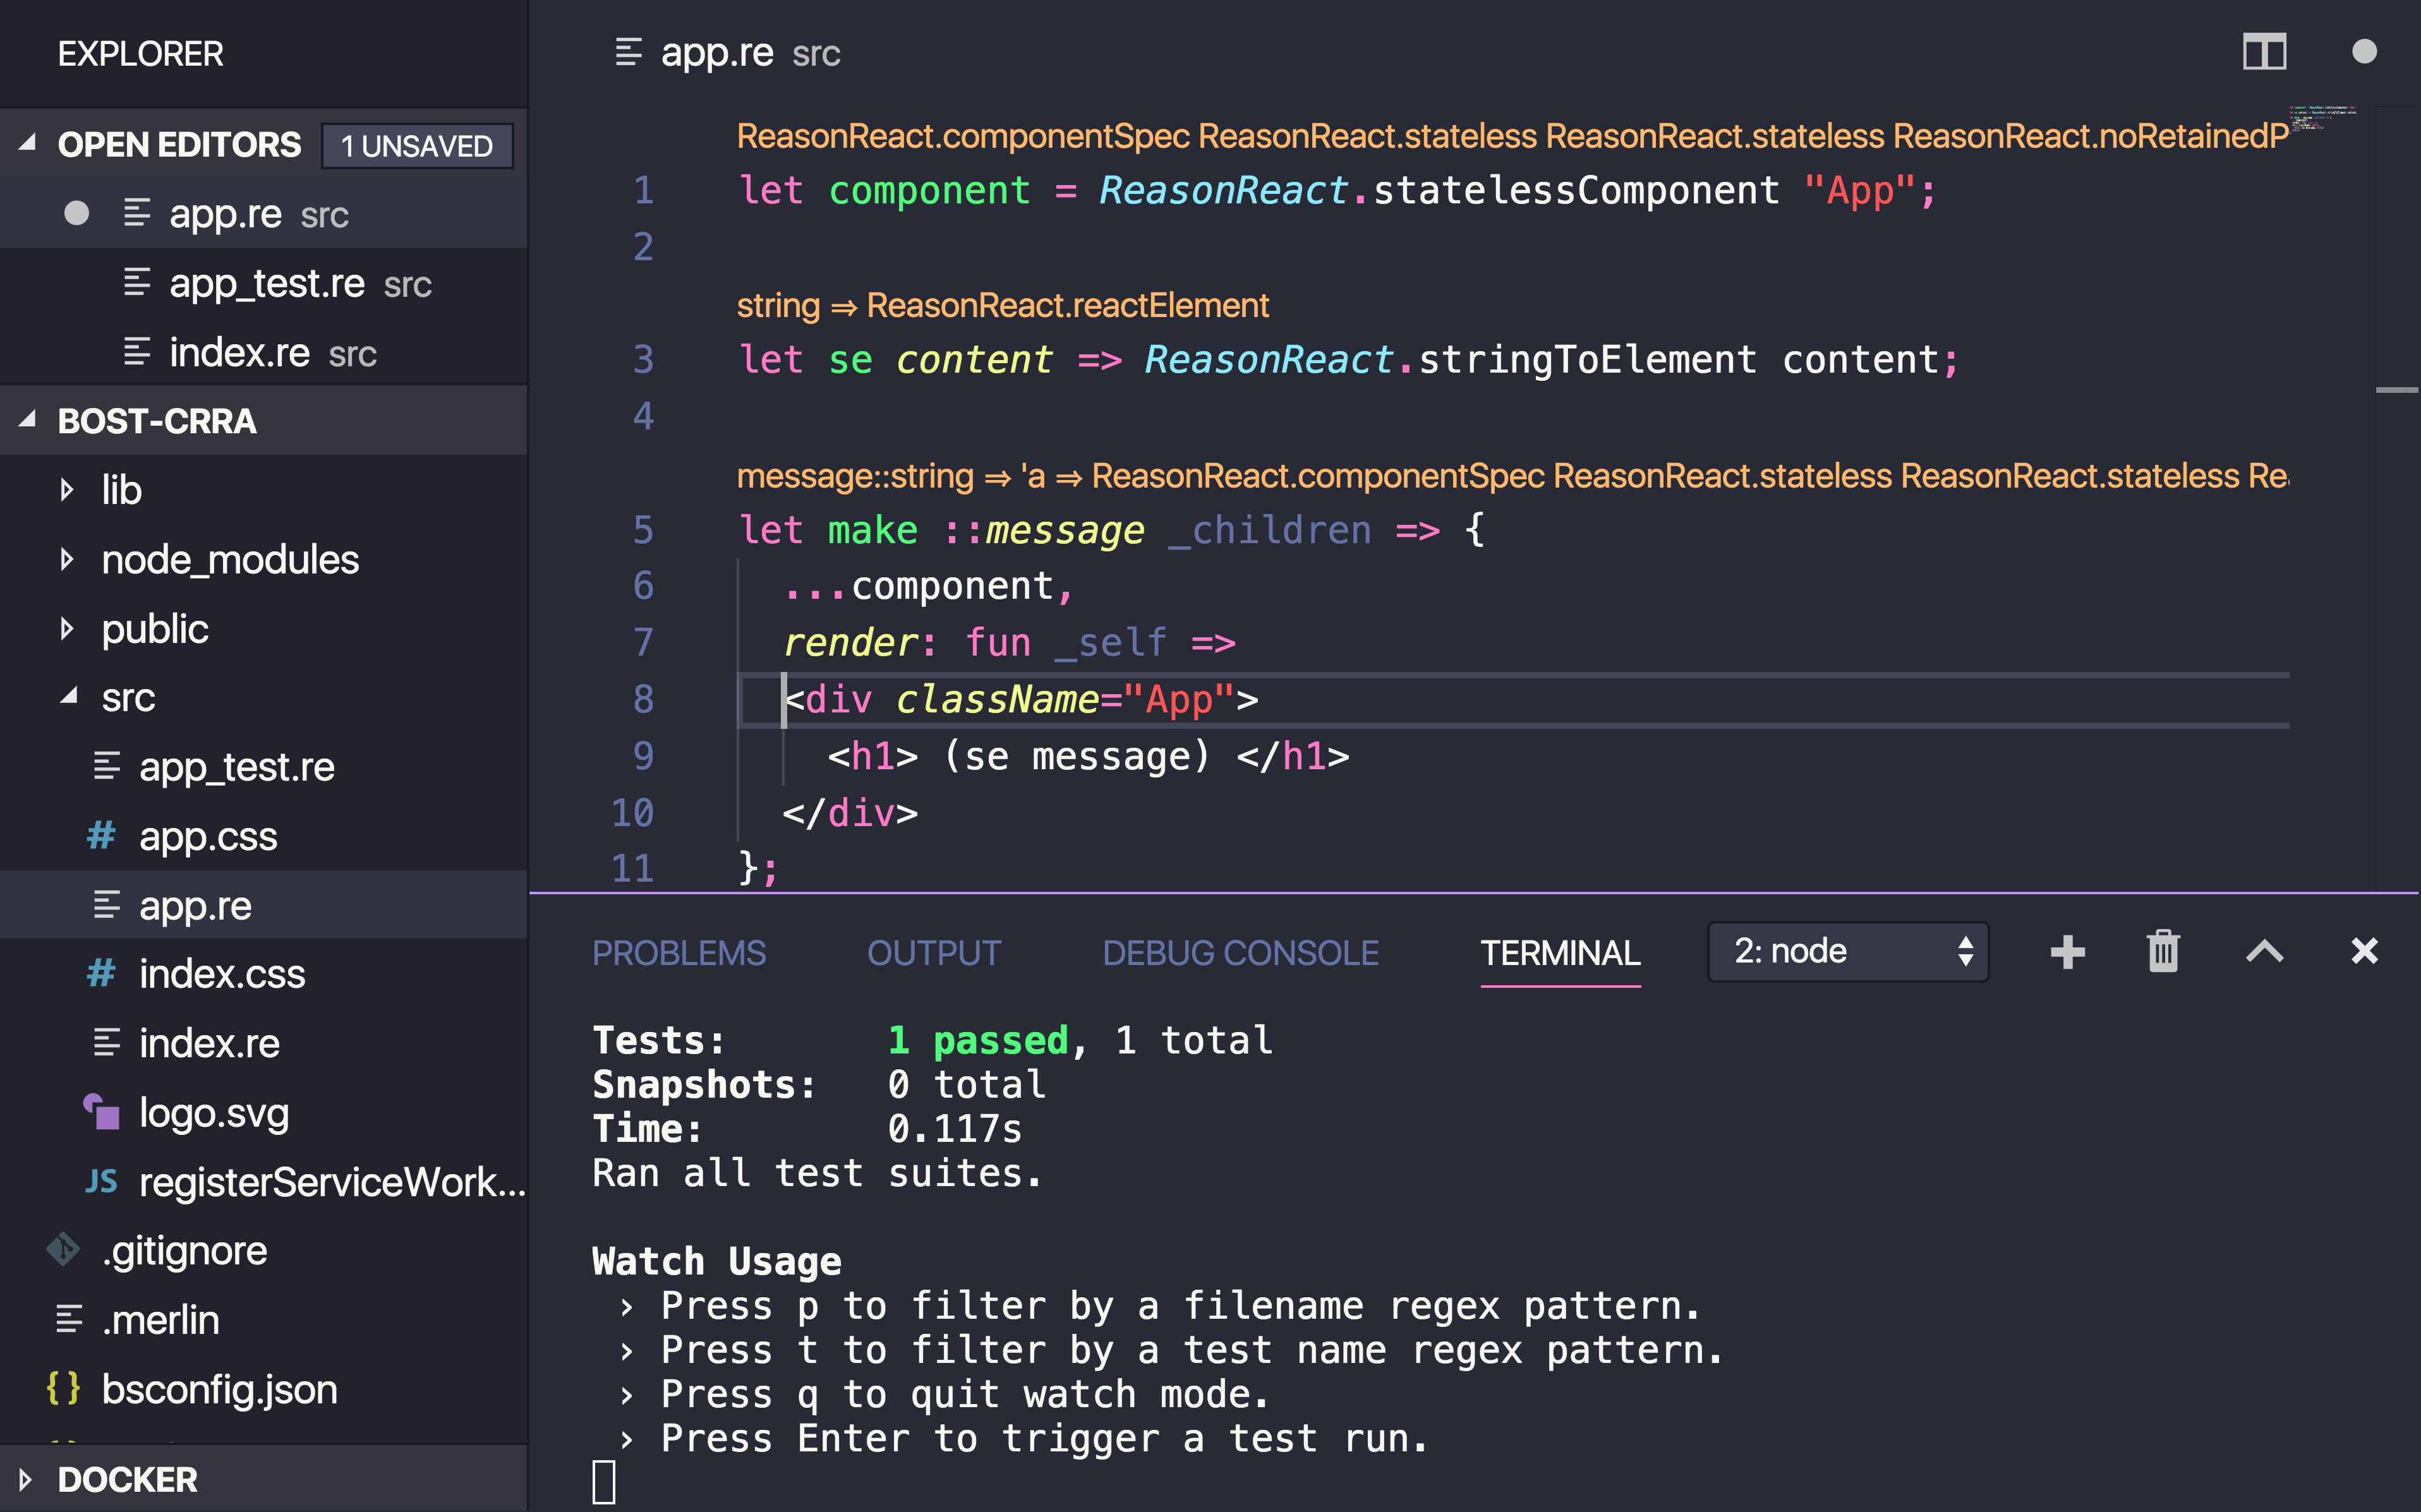 EXPLORER
OPEN EDITORS 1 UNSAVED
app.re src
app_test.re src
index.re src
BOST-CRRA
lib
node_modules
public
src
app_test.re
app.css
app.re
index.css
index.re
logo.svg
JS registerServiceWork...
.gitignore
.merlin
{ } bsconfig.json
DOCKER
app.re src
ReasonReact.componentSpec ReasonReact.stateless ReasonReact.stateless ReasonReact.noRetainedP
1 let component = ReasonReact.statelessComponent "App";
2
string ⇒ ReasonReact.reactElement
3 let se content => ReasonReact.stringToElement content;
4
message::string ⇒ 'a ⇒ ReasonReact.componentSpec ReasonReact.stateless ReasonReact.stateless Rea
5 let make ::message _children => {
6 ...component,
7 render: fun _self =>
8 <div className="App">
9 <h1> (se message) </h1>
10 </div>
11 };
PROBLEMS OUTPUT DEBUG CONSOLE TERMINAL 2: node
Tests: 1 passed, 1 total
Snapshots: 0 total
Time: 0.117s
Ran all test suites.
Watch Usage
› Press p to filter by a filename regex pattern.
› Press t to filter by a test name regex pattern.
› Press q to quit watch mode.
› Press Enter to trigger a test run.